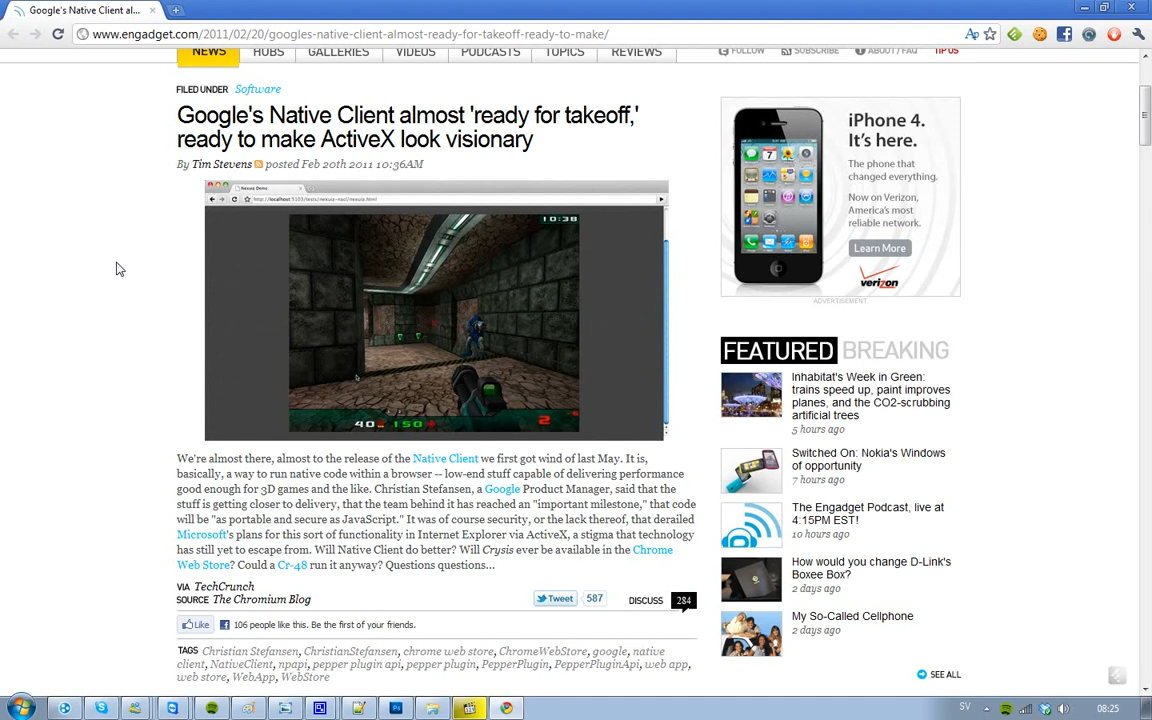 Google's Native Client al...
www.engadget.com/2011/02/20/googles-native-client-almost-ready-for-takeoff-ready-to-make/
NEWS HUBS GALLERIES VIDEOS PODCASTS TOPICS REVIEWS FOLLOW SUBSCRIBE ABOUT / FAQ TIP US
FILED UNDER Software
Google's Native Client almost 'ready for takeoff,'
ready to make ActiveX look visionary
By Tim Stevens posted Feb 20th 2011 10:36AM
Nexuiz Demo
10:38
40 150 2
We're almost there, almost to the release of the Native Client we first got wind of last May. It is,
basically, a way to run native code within a browser -- low-end stuff capable of delivering performance
good enough for 3D games and the like. Christian Stefansen, a Google Product Manager, said that the
stuff is getting closer to delivery, that the team behind it has reached an "important milestone," that code
will be "as portable and secure as JavaScript." It was of course security, or the lack thereof, that derailed
Microsoft's plans for this sort of functionality in Internet Explorer via ActiveX, a stigma that technology
has still yet to escape from. Will Native Client do better? Will Crysis ever be available in the Chrome
Web Store? Could a Cr-48 run it anyway? Questions questions...
VIA TechCrunch
SOURCE The Chromium Blog
Tweet 587 DISCUSS 284
Like 106 people like this. Be the first of your friends.
TAGS Christian Stefansen, ChristianStefansen, chrome web store, ChromeWebStore, google, native
client, NativeClient, npapi, pepper plugin api, pepper plugin, PepperPlugin, PepperPluginApi, web app,
web store, WebApp, WebStore
iPhone 4.
It's here.
The phone that
changed everything.
Now on Verizon,
America's most
reliable network.
Learn More
verizon
ADVERTISEMENT
FEATURED BREAKING
Inhabitat's Week in Green:
trains speed up, paint improves
planes, and the CO2-scrubbing
artificial trees
5 hours ago
Switched On: Nokia's Windows
of opportunity
7 hours ago
The Engadget Podcast, live at
4:15PM EST!
10 hours ago
How would you change D-Link's
Boxee Box?
2 days ago
My So-Called Cellphone
2 days ago
SEE ALL
SV 08:25